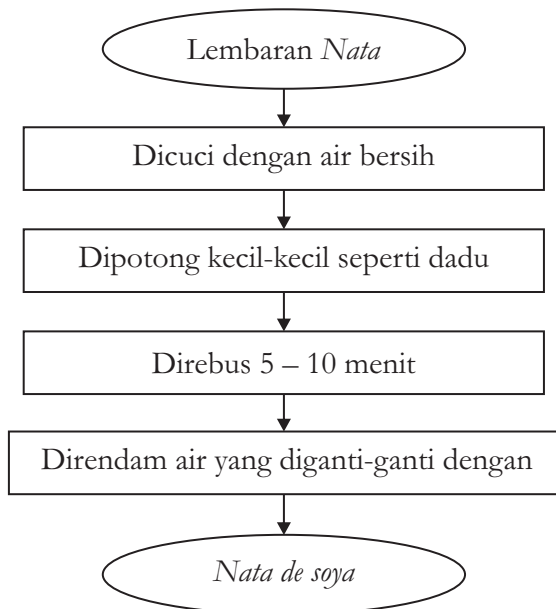 Lembaran Nata
Dicuci dengan air bersih
Dipotong kecil-kecil seperti dadu
Direbus 5 – 10 menit
Direndam air yang diganti-ganti dengan
Nata de soya